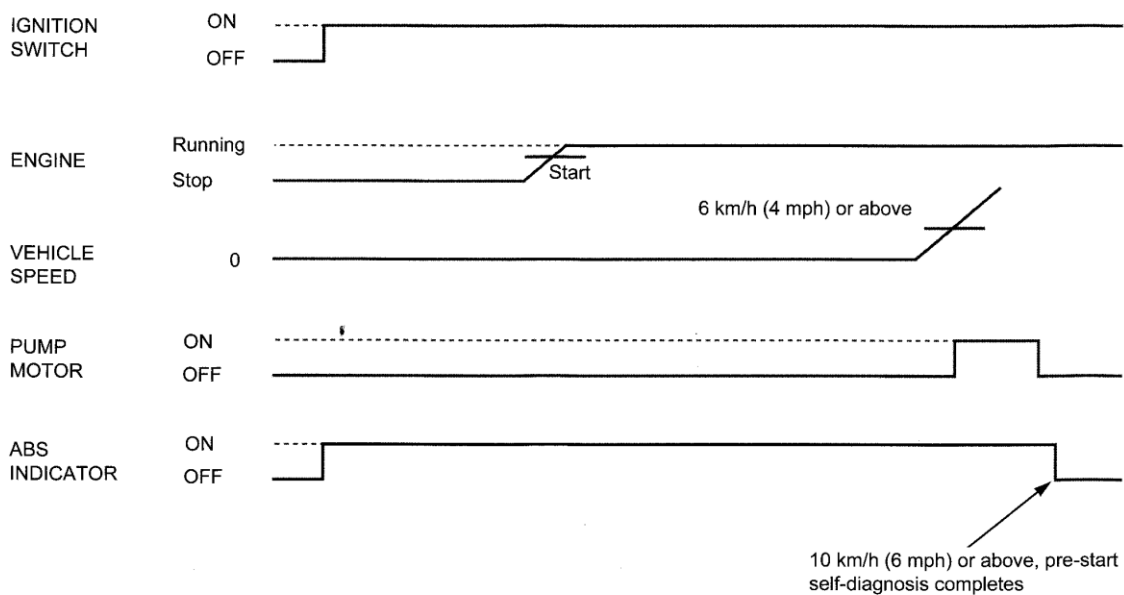 IGNITION
SWITCH
ON
OFF
ENGINE
Running
Stop
Start
6 km/h (4 mph) or above
VEHICLE
SPEED
0
PUMP
MOTOR
ON
OFF
ABS
INDICATOR
ON
OFF
10 km/h (6 mph) or above, pre-start
self-diagnosis completes